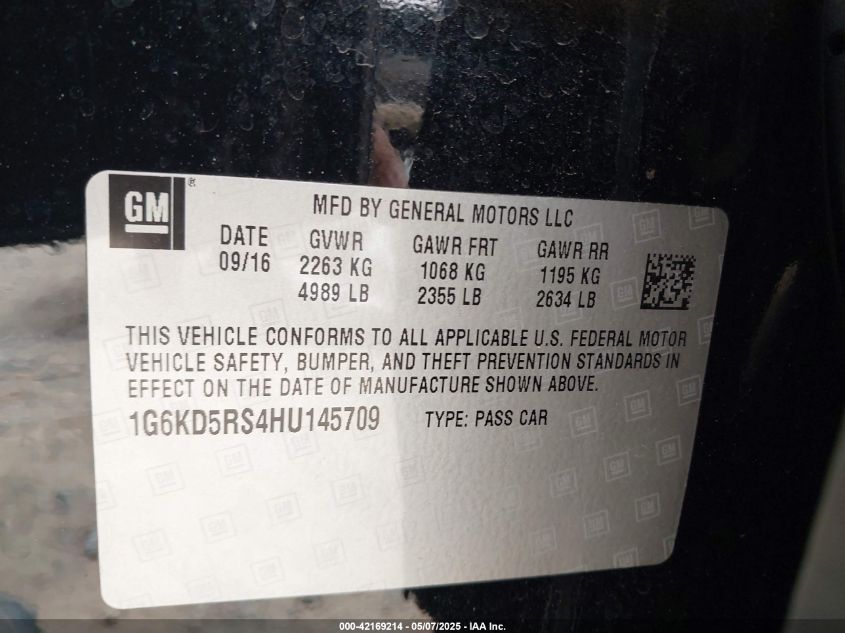 GM ®
MFD BY GENERAL MOTORS LLC
DATE GVWR GAWR FRT GAWR RR
09/16 2263 KG 1068 KG 1195 KG
4989 LB 2355 LB 2634 LB
THIS VEHICLE CONFORMS TO ALL APPLICABLE U.S. FEDERAL MOTOR
VEHICLE SAFETY, BUMPER, AND THEFT PREVENTION STANDARDS IN
EFFECT ON THE DATE OF MANUFACTURE SHOWN ABOVE.
1G6KD5RS4HU145709 TYPE: PASS CAR
000-42169214 - 05/07/2025 - IAA Inc.